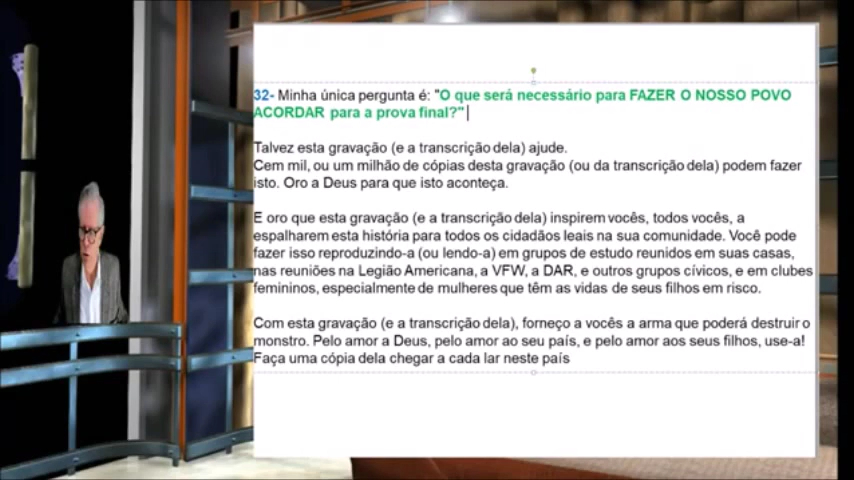 32- Minha única pergunta é: "O que será necessário para FAZER O NOSSO POVO
ACORDAR para a prova final?"
Talvez esta gravação (e a transcrição dela) ajude.
Cem mil, ou um milhão de cópias desta gravação (ou da transcrição dela) podem fazer
isto. Oro a Deus para que isto aconteça.
E oro que esta gravação (e a transcrição dela) inspirem vocês, todos vocês, a
espalharem esta história para todos os cidadãos leais na sua comunidade. Você pode
fazer isso reproduzindo-a (ou lendo-a) em grupos de estudo reunidos em suas casas,
nas reuniões na Legião Americana, a VFW, a DAR, e outros grupos cívicos, e em clubes
femininos, especialmente de mulheres que têm as vidas de seus filhos em risco.
Com esta gravação (e a transcrição dela), forneço a vocês a arma que poderá destruir o
monstro. Pelo amor a Deus, pelo amor ao seu país, e pelo amor aos seus filhos, use-a!
Faça uma cópia dela chegar a cada lar neste país